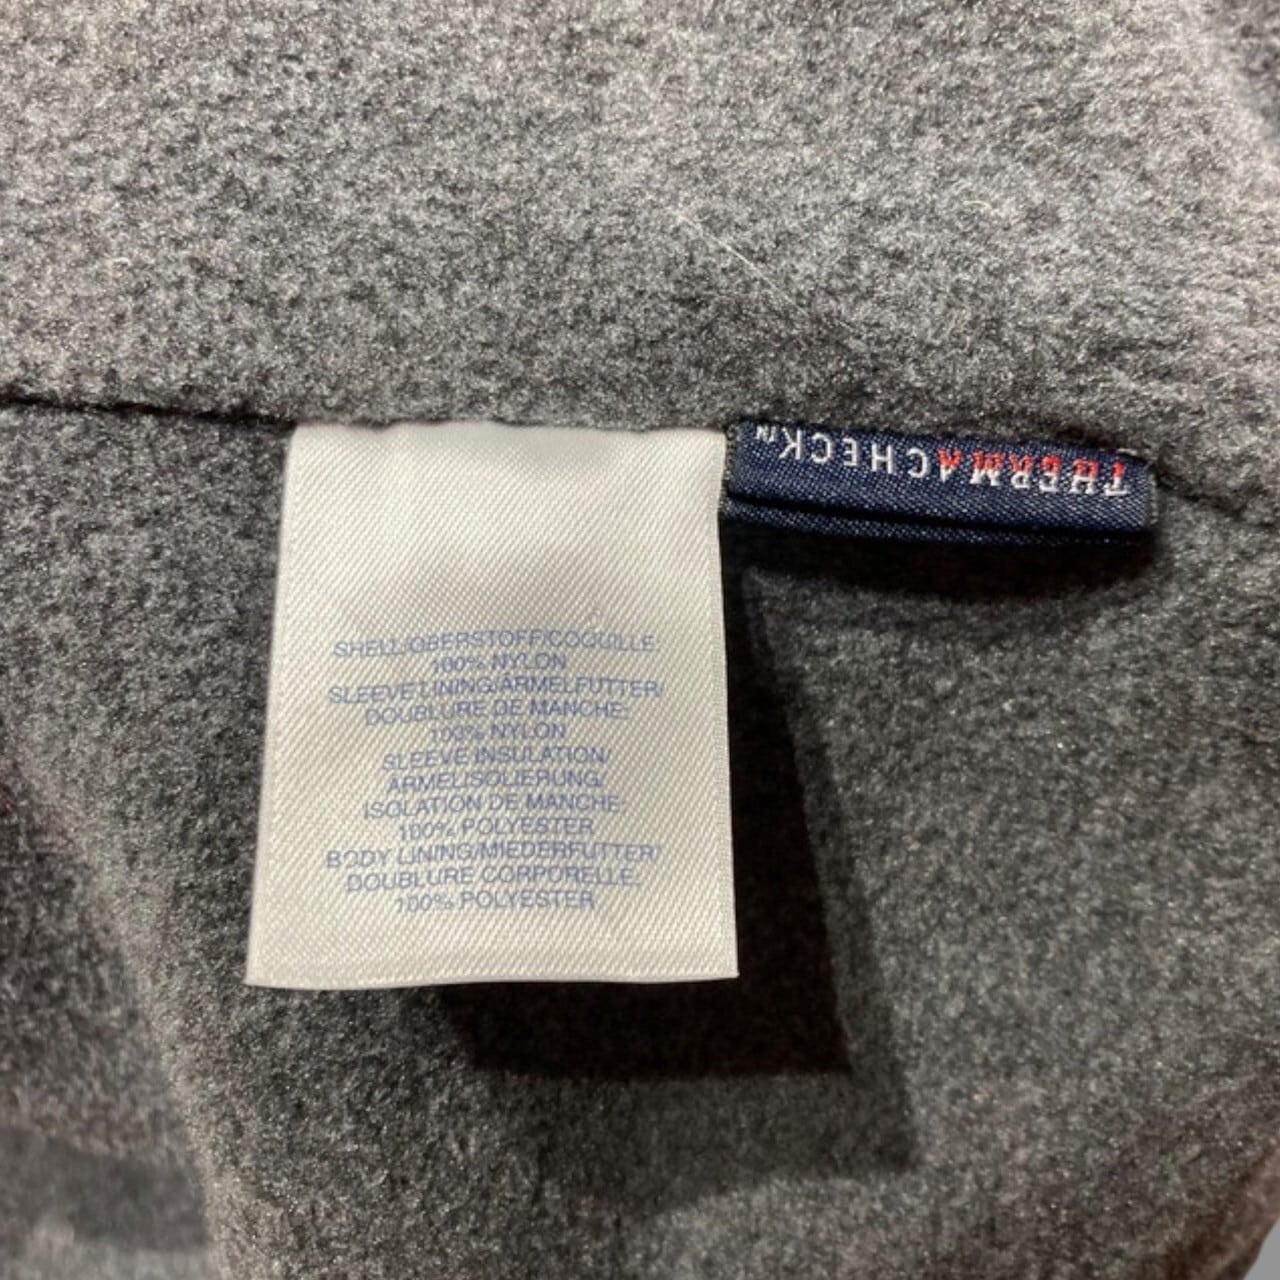 THERMACHECK™
SHELL/OBERSTOFF/COQUILLE
100% NYLON
SLEEVE LINING/ÄRMELFUTTER/
DOUBLURE DE MANCHE:
100% NYLON
SLEEVE INSULATION/
ÄRMELISOLIERUNG/
ISOLATION DE MANCHE:
100% POLYESTER
BODY LINING/MIEDERFUTTER/
DOUBLURE CORPORELLE:
100% POLYESTER